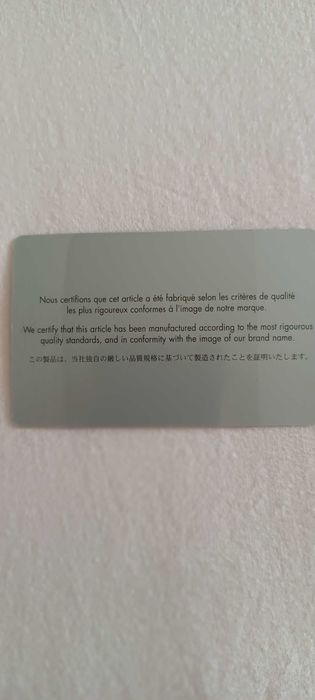 Nous certifions que cet article a été fabriqué selon les critères de qualité
les plus rigoureux conformes à l'image de notre marque.
We certify that this article has been manufactured according to the most rigourous
quality standards, and in conformity with the image of our brand name.
この製品は、当社独自の厳しい品質規格に基づいて製造されたことを証明いたします。